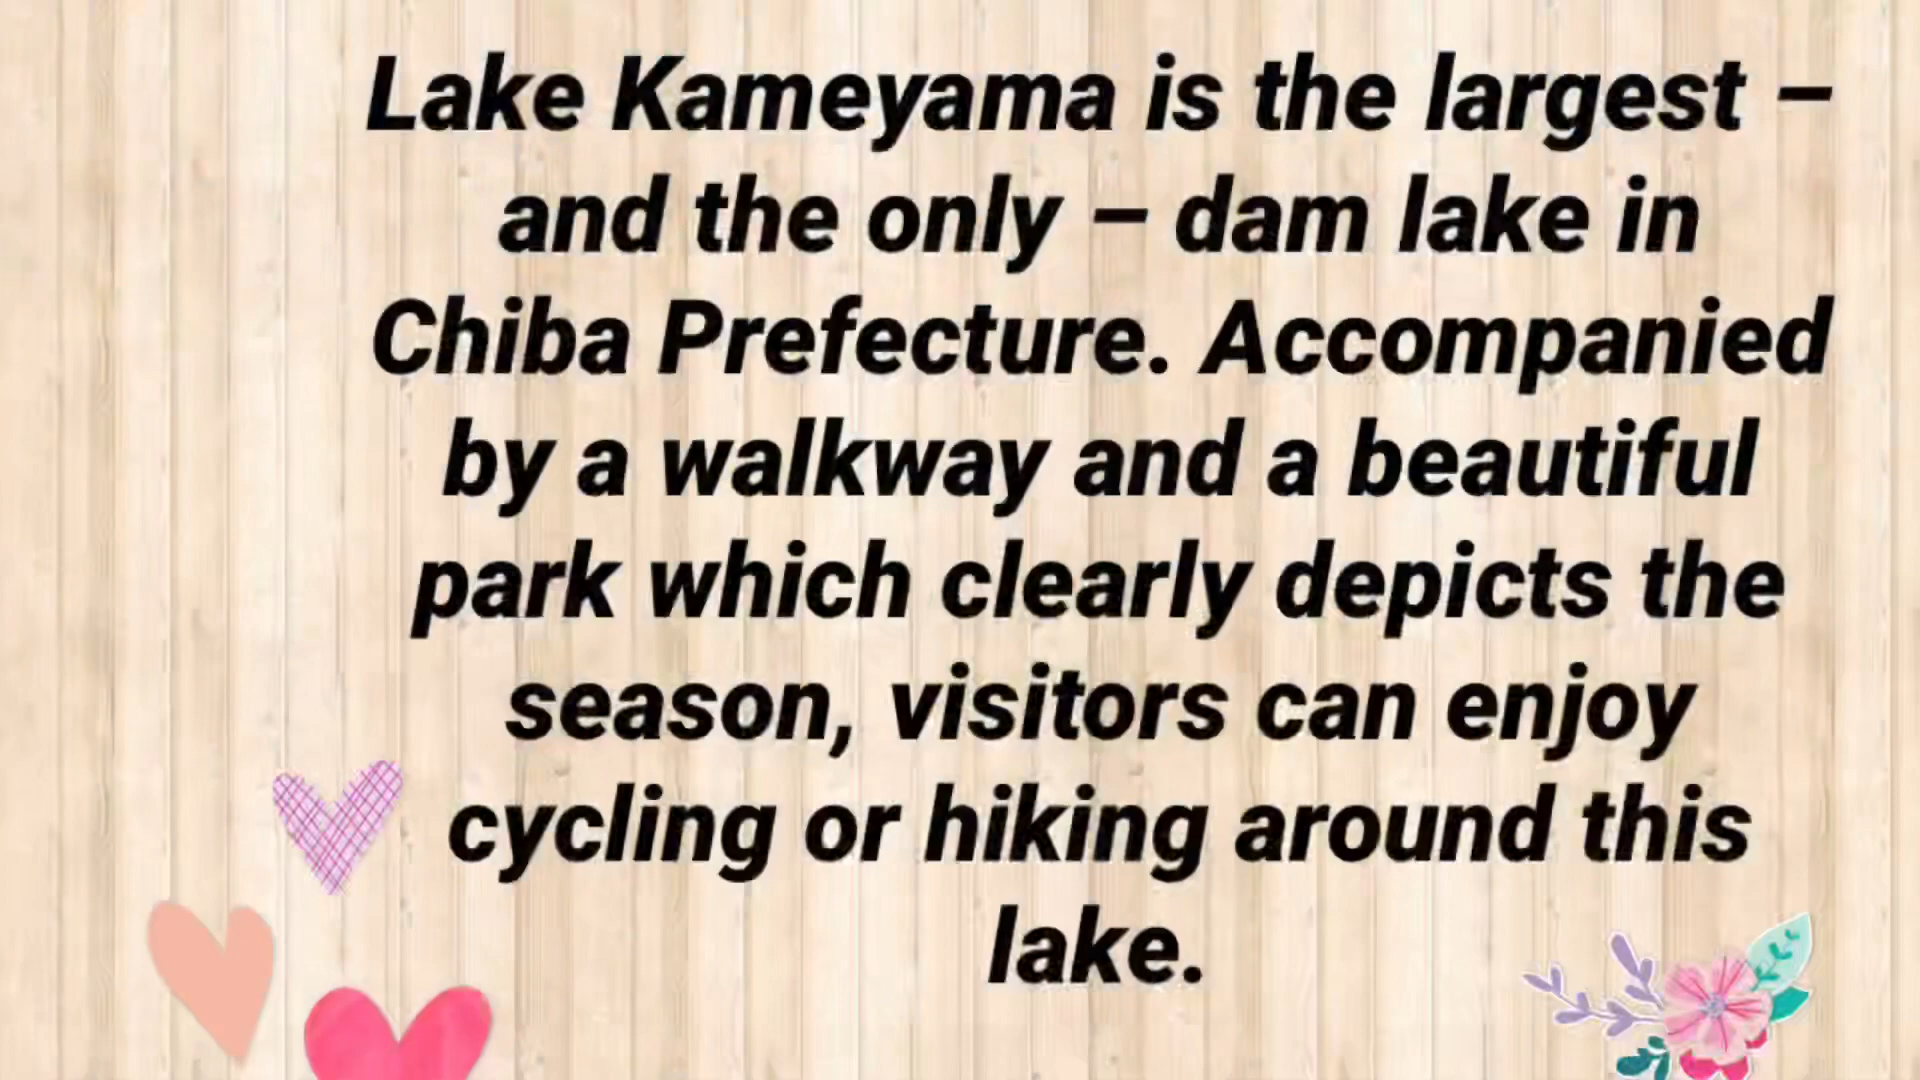 Lake Kameyama is the largest –
and the only – dam lake in
Chiba Prefecture. Accompanied
by a walkway and a beautiful
park which clearly depicts the
season, visitors can enjoy
cycling or hiking around this
lake.